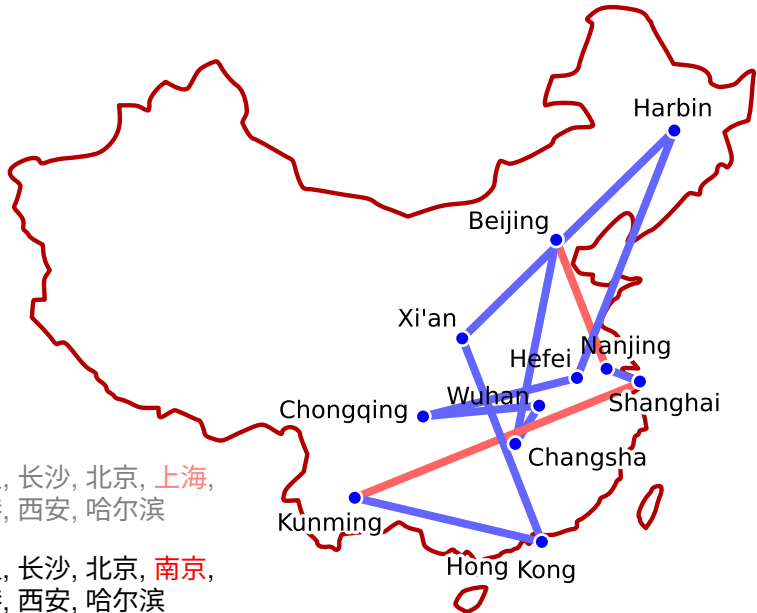 Harbin
Beijing
Xi'an
Hefei
Nanjing
Chongqing
Wuhan
Shanghai
Changsha
, 长沙, 北京, 上海,
, 西安, 哈尔滨
Kunming
Hong Kong
, 长沙, 北京, 南京,
, 西安, 哈尔滨